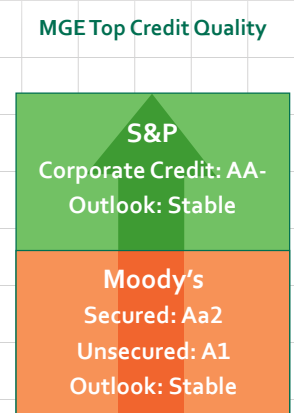 MGE Top Credit Quality
S&P
Corporate Credit: AA-
Outlook: Stable
Moody's
Secured: Aa2
Unsecured: A1
Outlook: Stable